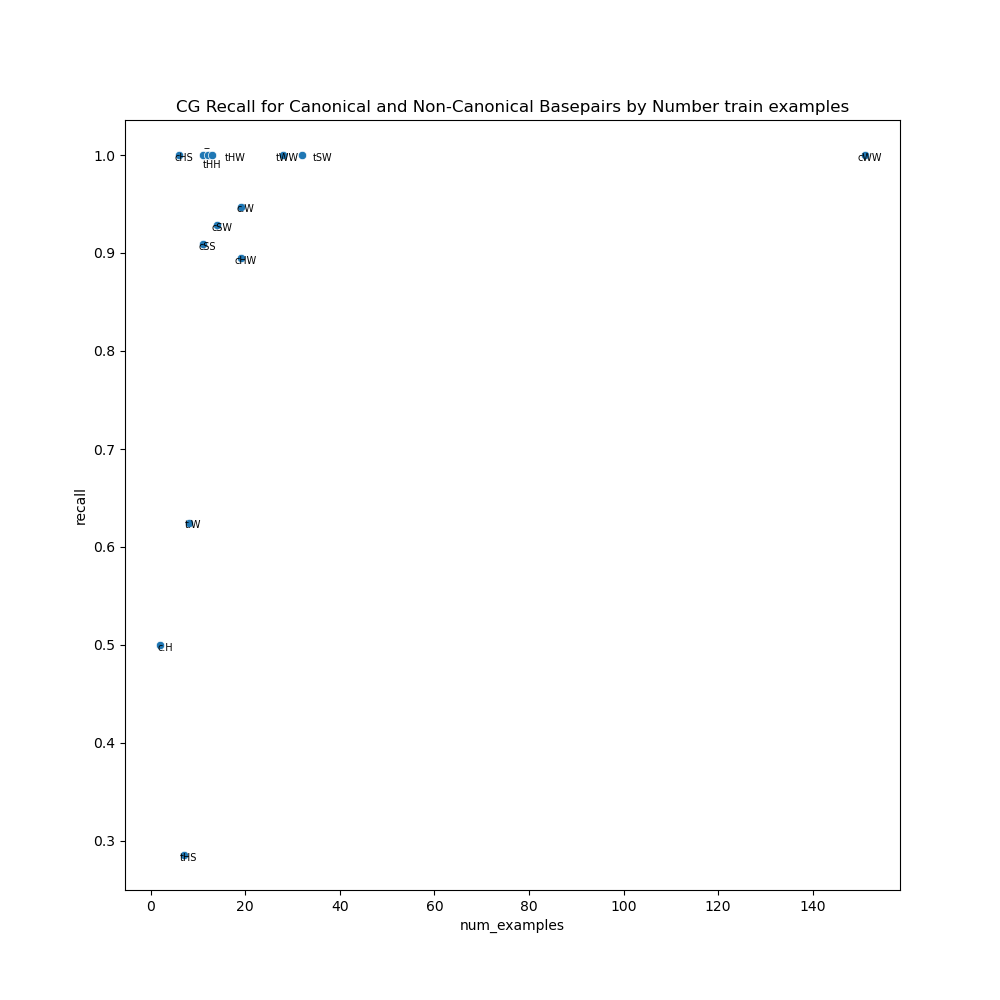 CG Recall for Canonical and Non-Canonical Basepairs by Number train examples
1.0
0.9
0.8
0.7
0.6
0.5
0.4
0.3
recall
cHS
tHH
tHW
tWW
tSW
cWW
cSW
cSS
cHW
tHS
0
20
40
60
80
100
120
140
num_examples